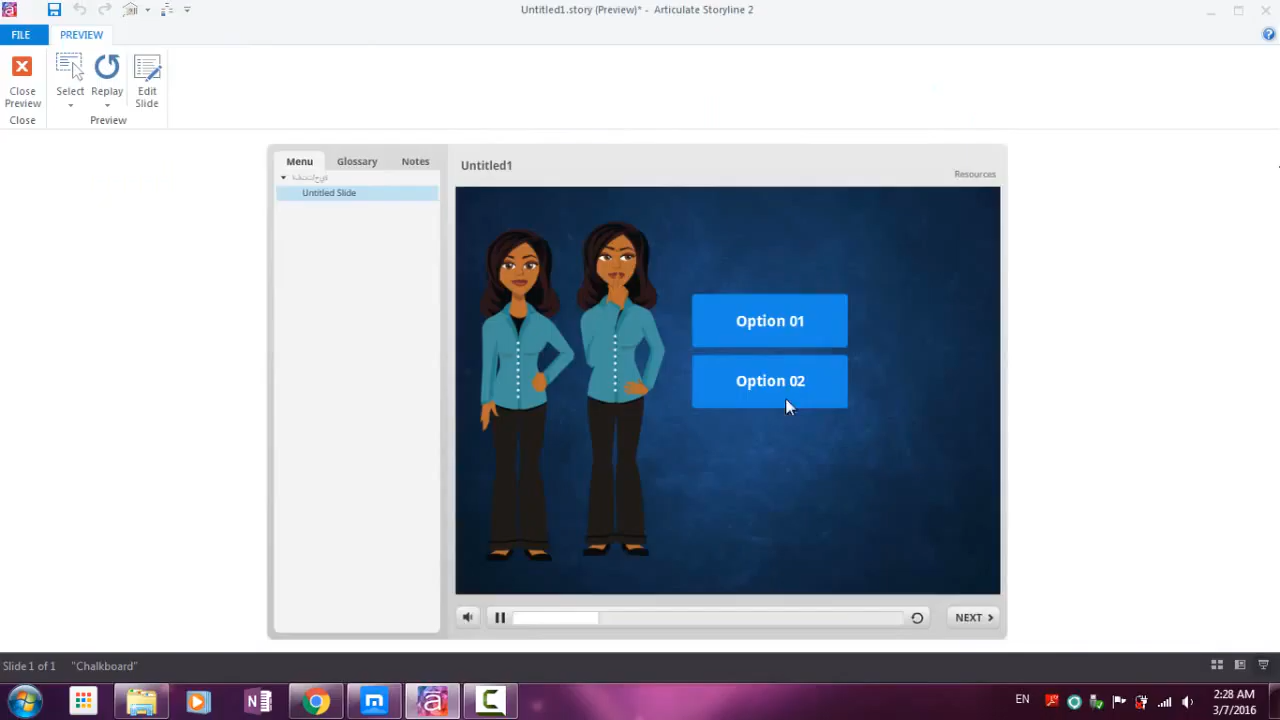 Untitled1.story (Preview)* - Articulate Storyline 2
FILE
PREVIEW
Close Preview
Select
Replay
Edit Slide
Close
Preview
Menu
Glossary
Notes
Untitled1
Resources
Untitled Slide
Option 01
Option 02
NEXT
Slide 1 of 1
"Chalkboard"
EN
2:28 AM
3/7/2016